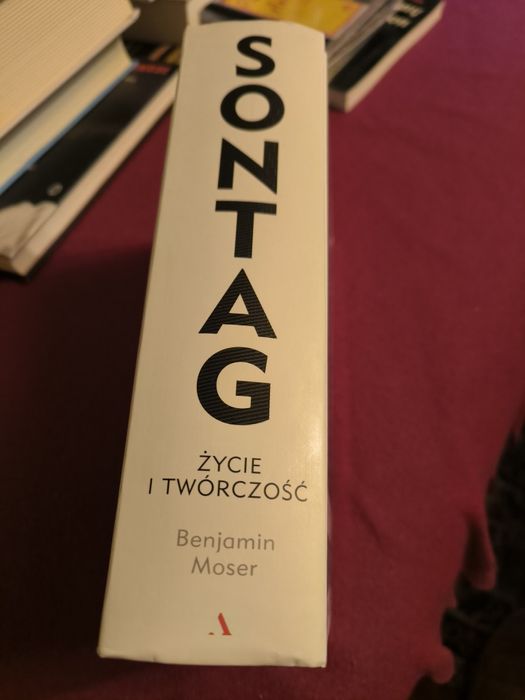 SONTAG
ŻYCIE
I TWÓRCZOŚĆ
Benjamin
Moser
A